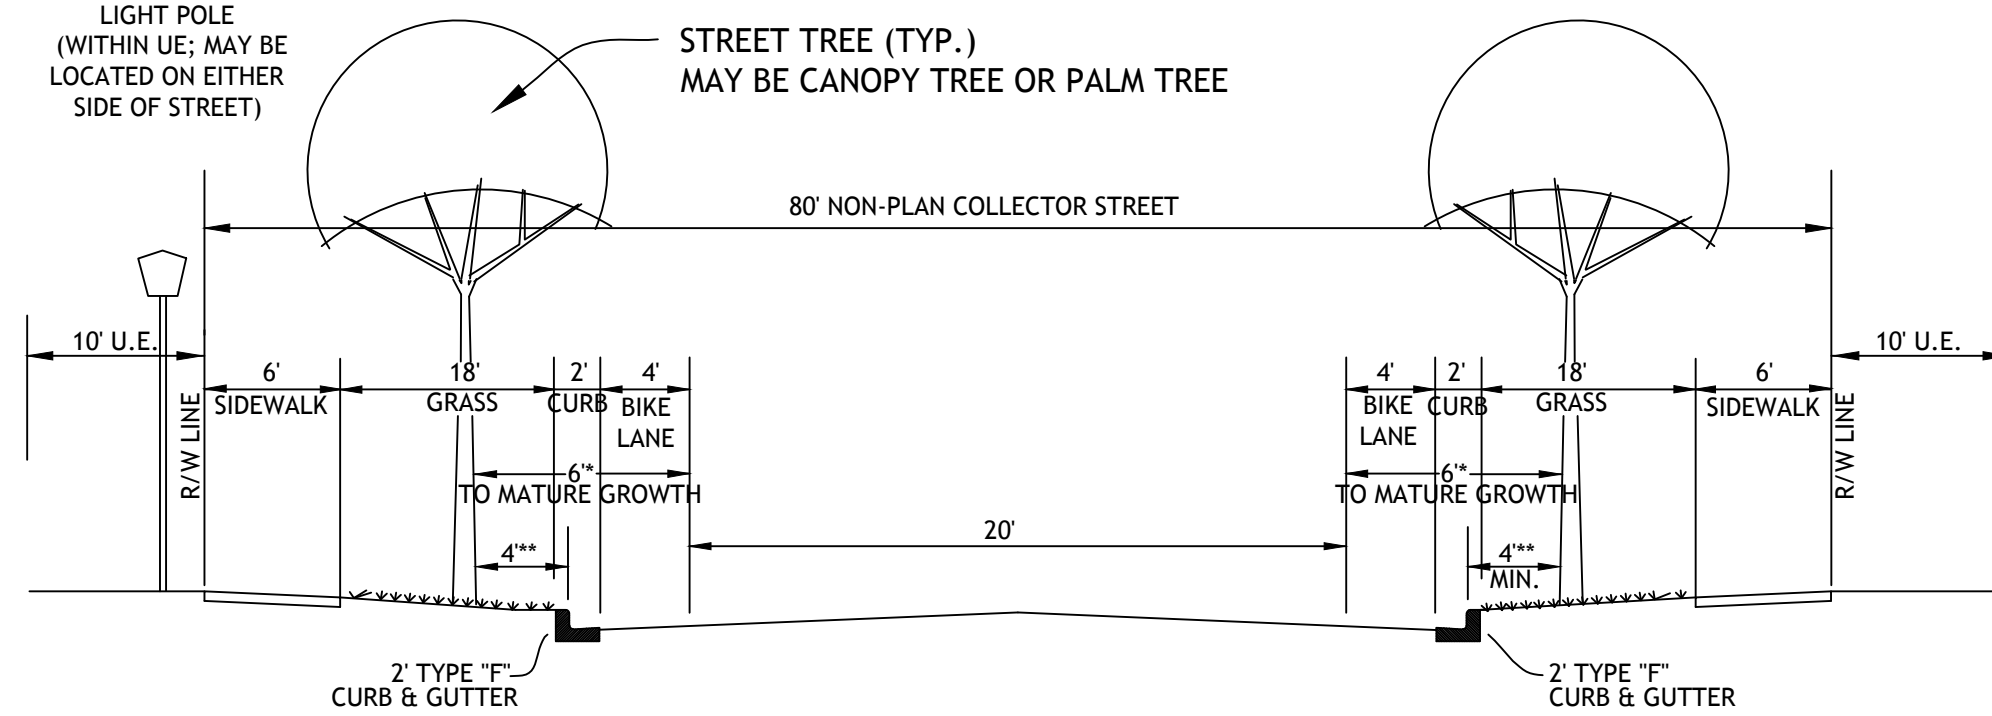 LIGHT POLE
(WITHIN UE; MAY BE
LOCATED ON EITHER
SIDE OF STREET)
STREET TREE (TYP.)
MAY BE CANOPY TREE OR PALM TREE
80' NON-PLAN COLLECTOR STREET
10' U.E.
R/W LINE
6'
SIDEWALK
18'
GRASS
2'
CURB
4'
BIKE
LANE
6'*
TO MATURE GROWTH
4'**
20'
4'
BIKE
LANE
2'
CURB
18'
GRASS
6'
SIDEWALK
6'*
TO MATURE GROWTH
4'**
MIN.
R/W LINE
10' U.E.
2' TYPE "F"
CURB & GUTTER
2' TYPE "F"
CURB & GUTTER